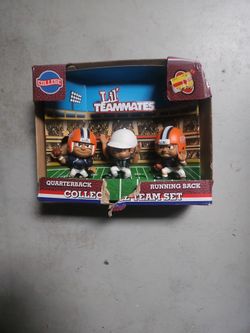 COLLEGE
Lil'
TEAMMATES
QUARTERBACK
RUNNING BACK
TEAM SET